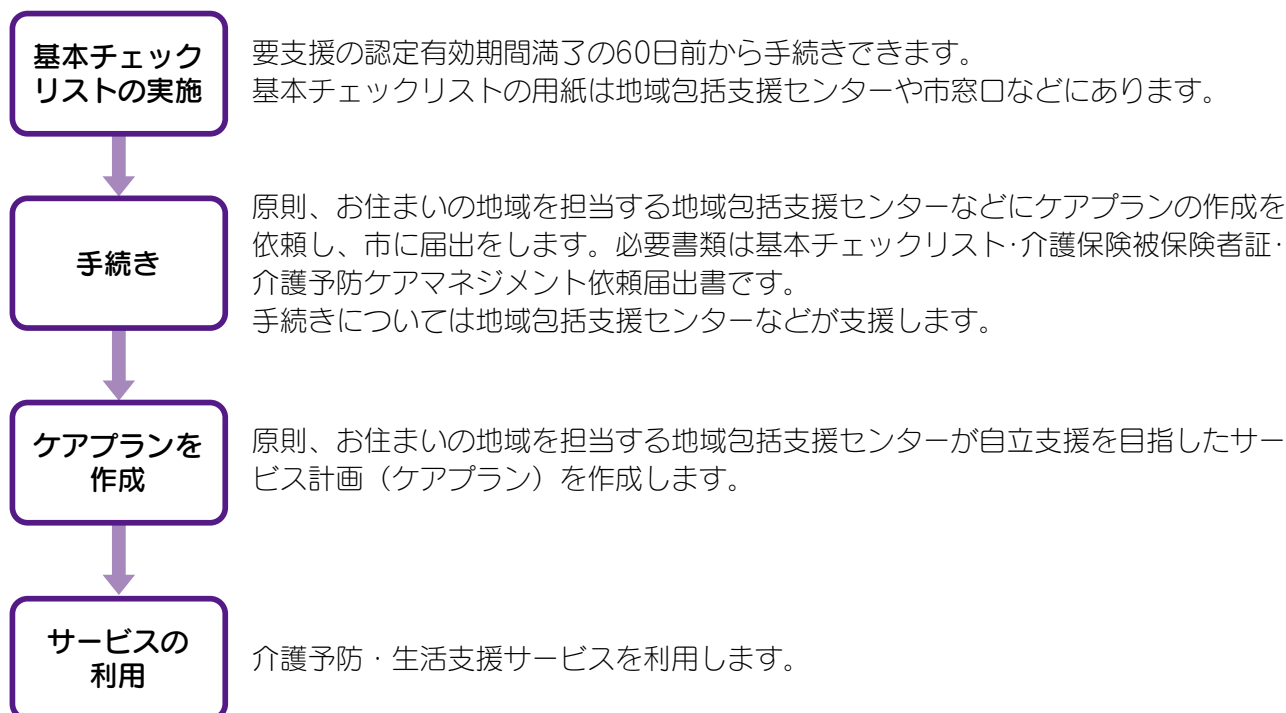 基本チェック
リストの実施
要支援の認定有効期間満了の60日前から手続きできます。
基本チェックリストの用紙は地域包括支援センターや市窓口などにあります。
手続き
原則、お住まいの地域を担当する地域包括支援センターなどにケアプランの作成を
依頼し、市に届出をします。必要書類は基本チェックリスト・介護保険被保険者証・
介護予防ケアマネジメント依頼届出書です。
手続きについては地域包括支援センターなどが支援します。
ケアプランを
作成
原則、お住まいの地域を担当する地域包括支援センターが自立支援を目指したサー
ビス計画（ケアプラン）を作成します。
サービスの
利用
介護予防・生活支援サービスを利用します。